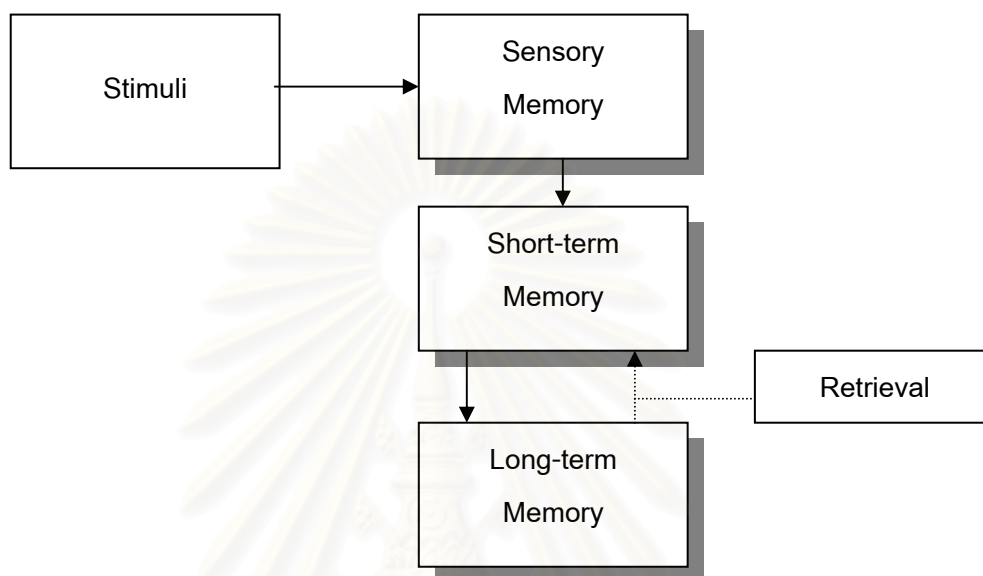 Stimuli
Sensory
Memory
Short-term
Memory
Retrieval
Long-term
Memory